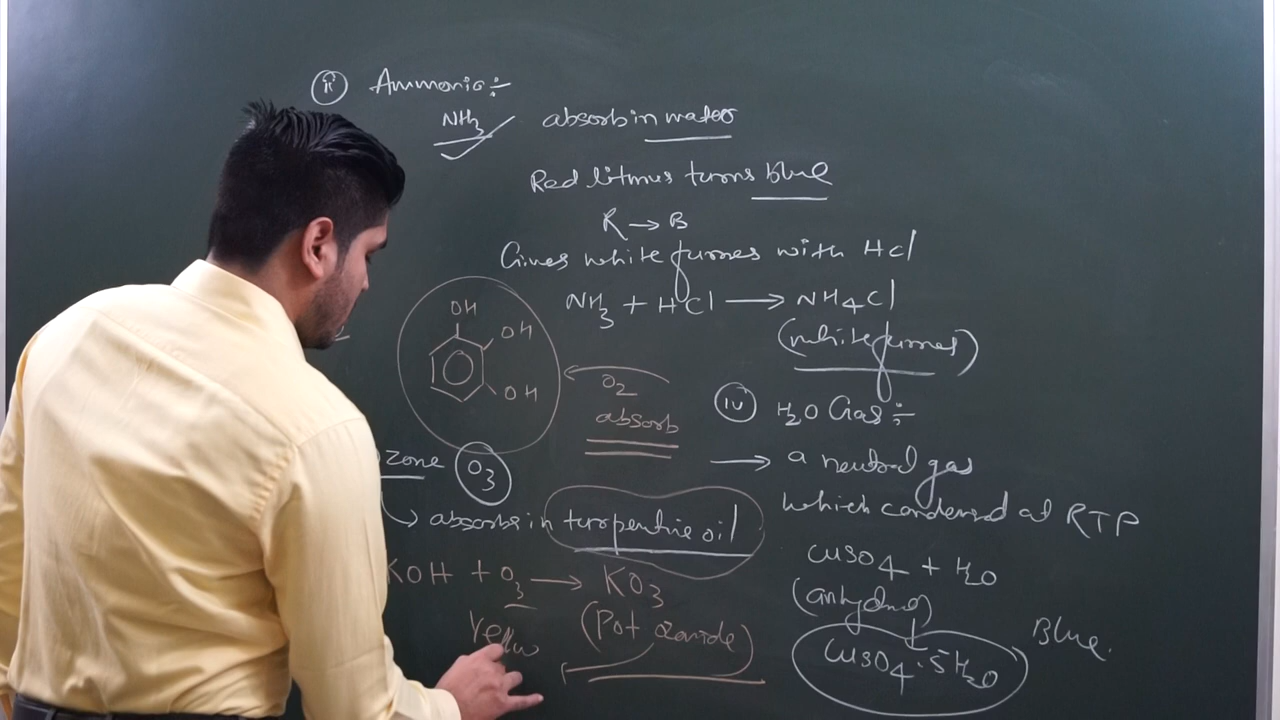 (ii) Ammonia:-
NH3 absorb in water
Red litmus turns Blue
R → B
Gives white fumes with HCl
NH3 + HCl → NH4Cl
(white fumes)
OH
OH
OH
O2
absorb
(iv) H2O Gas:-
→ a neutral gas
which condensed at RTP
CuSO4 + H2O
(anhydrous)
↓
CuSO4·5H2O Blue.
zone O3
absorbs in turpentine oil
KOH + O3 → KO3
Yellow (Pot ozonide)